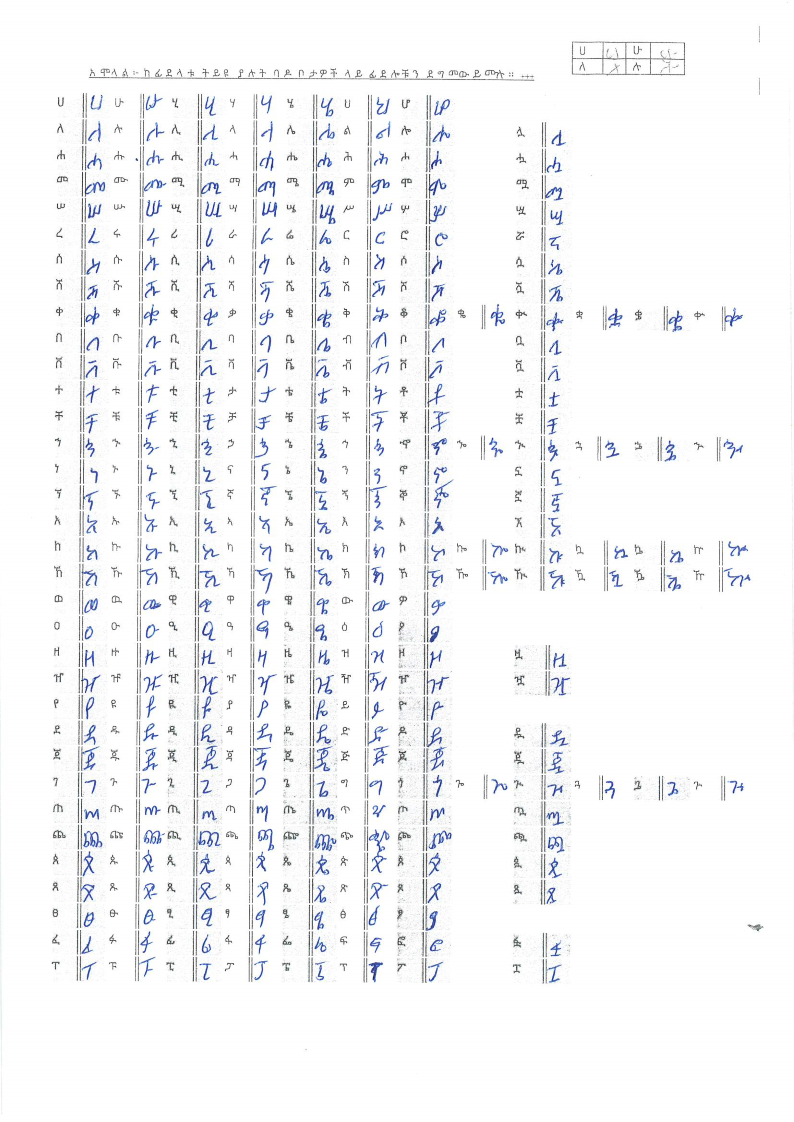 ሀ ሀ ሁ ሁ
ለ ለ ሉ ሉ
አሞላል፦ ከፊደላቱ ትይዩ ያሉት ባዶ ቦታዎች ላይ ፊደሎቹን ደግመው ይሙሉ። ...
ሀ ሀ ሁ ሁ ሂ ሂ ሃ ሃ ሄ ሄ ህ ህ ሆ ሆ
ለ ለ ሉ ሉ ሊ ሊ ላ ላ ሌ ሌ ል ል ሎ ሎ ሏ ሏ
ሐ ሐ ሑ ሑ ሒ ሒ ሓ ሓ ሔ ሔ ሕ ሕ ሖ ሖ ሗ ሗ
መ መ ሙ ሙ ሚ ሚ ማ ማ ሜ ሜ ም ም ሞ ሞ ሟ ሟ
ሠ ሠ ሡ ሡ ሢ ሢ ሣ ሣ ሤ ሤ ሥ ሥ ሦ ሦ ሧ ሧ
ረ ረ ሩ ሩ ሪ ሪ ራ ራ ሬ ሬ ር ር ሮ ሮ ሯ ሯ
ሰ ሰ ሱ ሱ ሲ ሲ ሳ ሳ ሴ ሴ ስ ስ ሶ ሶ ሷ ሷ
ሸ ሸ ሹ ሹ ሺ ሺ ሻ ሻ ሼ ሼ ሽ ሽ ሾ ሾ ሿ ሿ
ቀ ቀ ቁ ቁ ቂ ቂ ቃ ቃ ቄ ቄ ቅ ቅ ቆ ቆ ቈ ቈ ቊ ቊ ቋ ቋ ቌ ቌ ቍ ቍ
በ በ ቡ ቡ ቢ ቢ ባ ባ ቤ ቤ ብ ብ ቦ ቦ ቧ ቧ
ቨ ቨ ቩ ቩ ቪ ቪ ቫ ቫ ቬ ቬ ቭ ቭ ቮ ቮ ቯ ቯ
ተ ተ ቱ ቱ ቲ ቲ ታ ታ ቴ ቴ ት ት ቶ ቶ ቷ ቷ
ቸ ቸ ቹ ቹ ቺ ቺ ቻ ቻ ቼ ቼ ች ች ቾ ቾ ቿ ቿ
ኀ ኀ ኁ ኁ ኂ ኂ ኃ ኃ ኄ ኄ ኅ ኅ ኆ ኆ ኈ ኈ ኊ ኊ ኋ ኋ ኌ ኌ ኍ ኍ
ነ ነ ኑ ኑ ኒ ኒ ና ና ኔ ኔ ን ን ኖ ኖ ኗ ኗ
ኘ ኘ ኙ ኙ ኚ ኚ ኛ ኛ ኜ ኜ ኝ ኝ ኞ ኞ ኟ ኟ
አ አ ኡ ኡ ኢ ኢ ኣ ኣ ኤ ኤ እ እ ኦ ኦ ኧ ኧ
ከ ከ ኩ ኩ ኪ ኪ ካ ካ ኬ ኬ ክ ክ ኮ ኮ ኰ ኰ ኲ ኲ ኳ ኳ ኴ ኴ ኵ ኵ
ኸ ኸ ኹ ኹ ኺ ኺ ኻ ኻ ኼ ኼ ኽ ኽ ኾ ኾ ዀ ዀ ዂ ዂ ዃ ዃ ዄ ዄ ዅ ዅ
ወ ወ ዉ ዉ ዊ ዊ ዋ ዋ ዌ ዌ ው ው ዎ ዎ
ዐ ዐ ዑ ዑ ዒ ዒ ዓ ዓ ዔ ዔ ዕ ዕ ዖ ዖ
ዘ ዘ ዙ ዙ ዚ ዚ ዛ ዛ ዜ ዜ ዝ ዝ ዞ ዞ ዟ ዟ
ዠ ዠ ዡ ዡ ዢ ዢ ዣ ዣ ዤ ዤ ዥ ዥ ዦ ዦ ዧ ዧ
የ የ ዩ ዩ ዪ ዪ ያ ያ ዬ ዬ ይ ይ ዮ ዮ
ደ ደ ዱ ዱ ዲ ዲ ዳ ዳ ዴ ዴ ድ ድ ዶ ዶ ዷ ዷ
ጀ ጀ ጁ ጁ ጂ ጂ ጃ ጃ ጄ ጄ ጅ ጅ ጆ ጆ ጇ ጇ
ገ ገ ጉ ጉ ጊ ጊ ጋ ጋ ጌ ጌ ግ ግ ጎ ጎ ጐ ጐ ጒ ጒ ጓ ጓ ጔ ጔ ጕ ጕ
ጠ ጠ ጡ ጡ ጢ ጢ ጣ ጣ ጤ ጤ ጥ ጥ ጦ ጦ ጧ ጧ
ጨ ጨ ጩ ጩ ጪ ጪ ጫ ጫ ጬ ጬ ጭ ጭ ጮ ጮ ጯ ጯ
ጰ ጰ ጱ ጱ ጲ ጲ ጳ ጳ ጴ ጴ ጵ ጵ ጶ ጶ ጷ ጷ
ጸ ጸ ጹ ጹ ጺ ጺ ጻ ጻ ጼ ጼ ጽ ጽ ጾ ጾ ጿ ጿ
ፀ ፀ ፁ ፁ ፂ ፂ ፃ ፃ ፄ ፄ ፅ ፅ ፆ ፆ
ፈ ፈ ፉ ፉ ፊ ፊ ፋ ፋ ፌ ፌ ፍ ፍ ፎ ፎ ፏ ፏ
ፐ ፐ ፑ ፑ ፒ ፒ ፓ ፓ ፔ ፔ ፕ ፕ ፖ ፖ ፗ ፗ